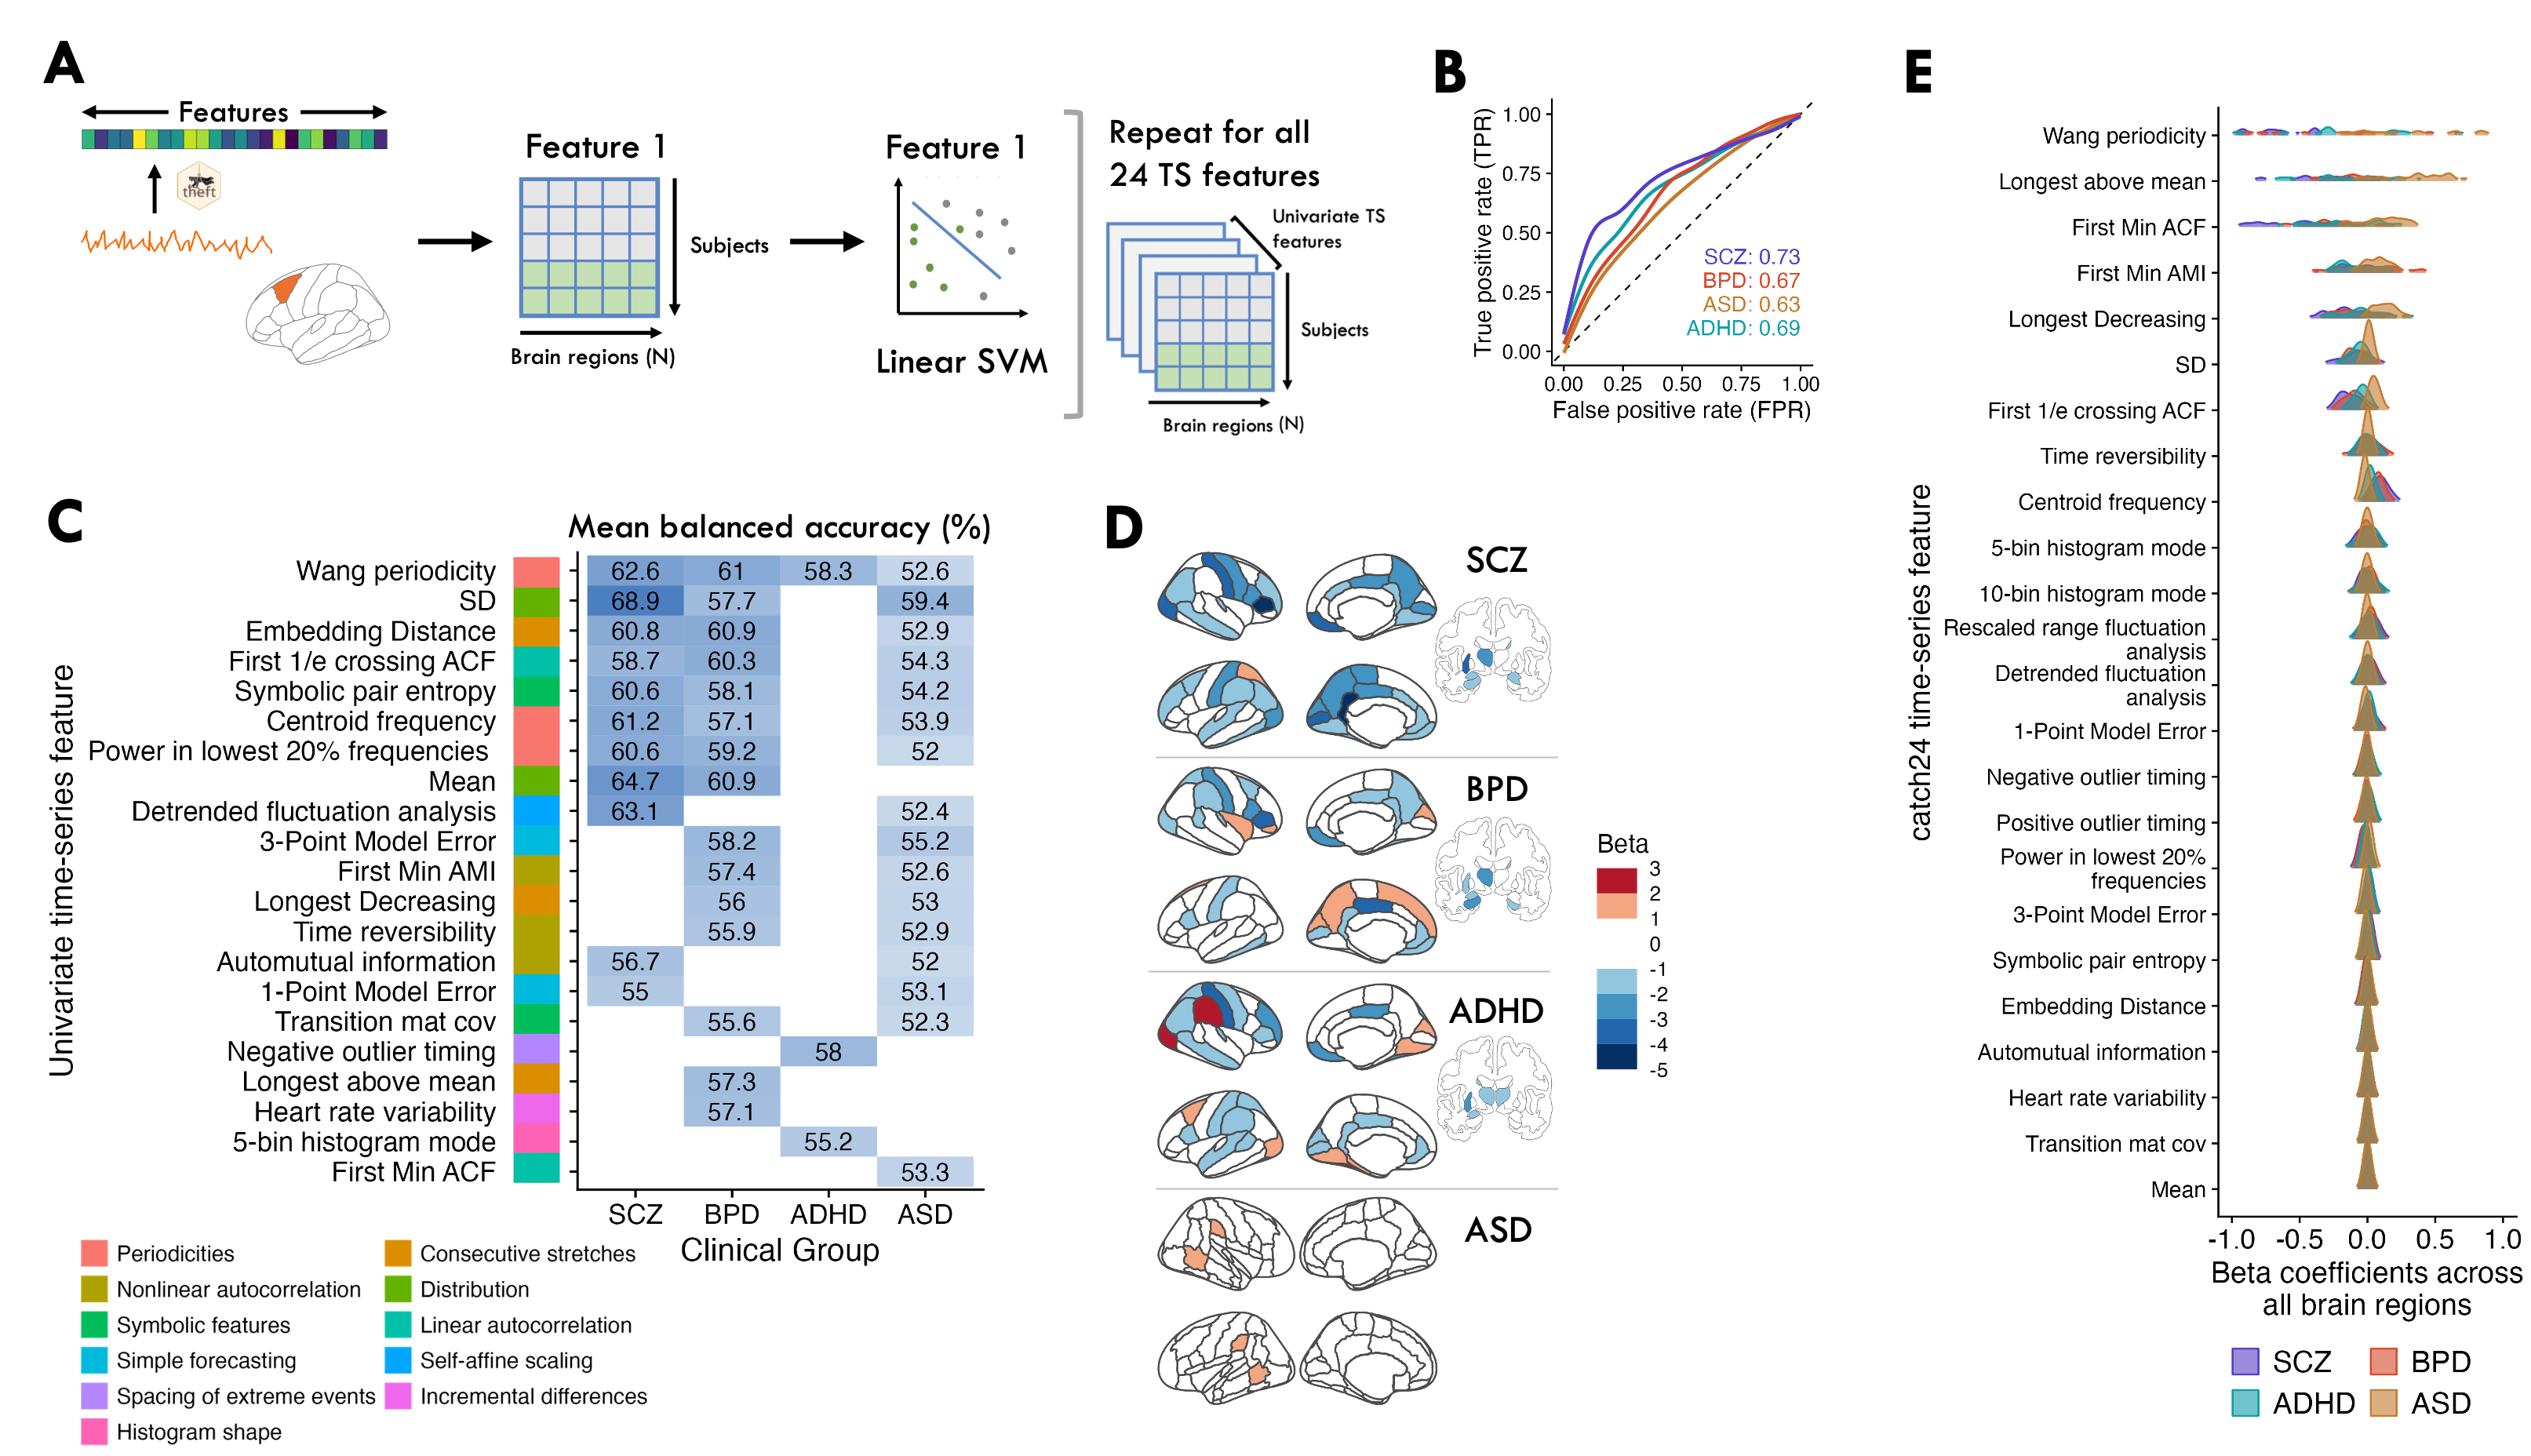 A
Features
theft
Feature 1
Subjects
Brain regions (N)
Feature 1
Linear SVM
Repeat for all
24 TS features
Univariate TS
features
Subjects
Brain regions (N)
B
True positive rate (TPR)
1.00
0.75
0.50
0.25
0.00
SCZ: 0.73
BPD: 0.67
ASD: 0.63
ADHD: 0.69
0.00 0.25 0.50 0.75 1.00
False positive rate (FPR)
C
Mean balanced accuracy (%)
Univariate time-series feature
Wang periodicity 62.6 61 58.3 52.6
SD 68.9 57.7 59.4
Embedding Distance 60.8 60.9 52.9
First 1/e crossing ACF 58.7 60.3 54.3
Symbolic pair entropy 60.6 58.1 54.2
Centroid frequency 61.2 57.1 53.9
Power in lowest 20% frequencies 60.6 59.2 52
Mean 64.7 60.9
Detrended fluctuation analysis 63.1 52.4
3-Point Model Error 58.2 55.2
First Min AMI 57.4 52.6
Longest Decreasing 56 53
Time reversibility 55.9 52.9
Automutual information 56.7 52
1-Point Model Error 55 53.1
Transition mat cov 55.6 52.3
Negative outlier timing 58
Longest above mean 57.3
Heart rate variability 57.1
5-bin histogram mode 55.2
First Min ACF 53.3
SCZ BPD ADHD ASD
Clinical Group
Periodicities
Nonlinear autocorrelation
Symbolic features
Simple forecasting
Spacing of extreme events
Histogram shape
Consecutive stretches
Distribution
Linear autocorrelation
Self-affine scaling
Incremental differences
D
SCZ
BPD
ADHD
ASD
Beta
3
2
1
0
-1
-2
-3
-4
-5
E
catch24 time-series feature
Wang periodicity
Longest above mean
First Min ACF
First Min AMI
Longest Decreasing
SD
First 1/e crossing ACF
Time reversibility
Centroid frequency
5-bin histogram mode
10-bin histogram mode
Rescaled range fluctuation
analysis
Detrended fluctuation
analysis
1-Point Model Error
Negative outlier timing
Positive outlier timing
Power in lowest 20%
frequencies
3-Point Model Error
Symbolic pair entropy
Embedding Distance
Automutual information
Heart rate variability
Transition mat cov
Mean
-1.0 -0.5 0.0 0.5 1.0
Beta coefficients across
all brain regions
SCZ BPD
ADHD ASD